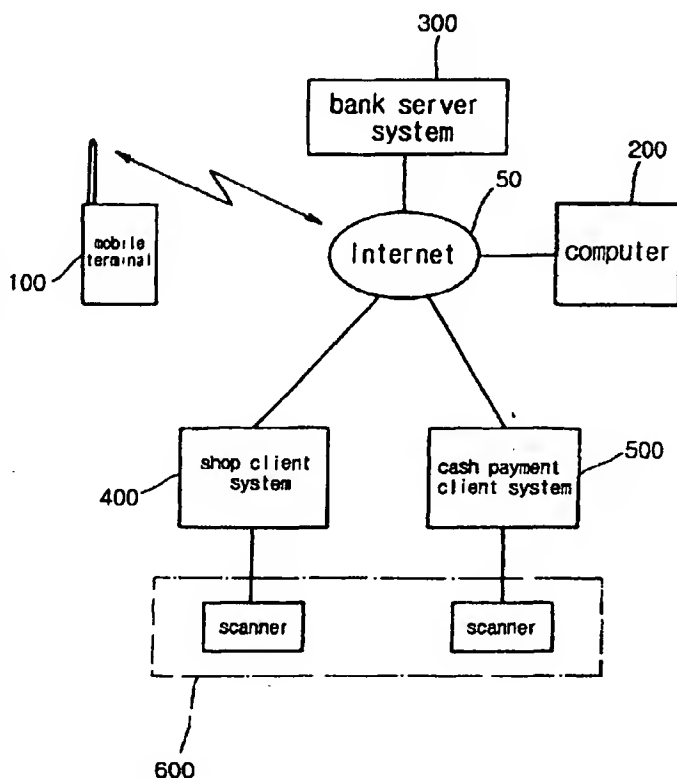 300
bank server
system
200
50
mobile
terminal
Internet
computer
100
shop client
system
cash payment
client system
500
400
scanner
scanner
600